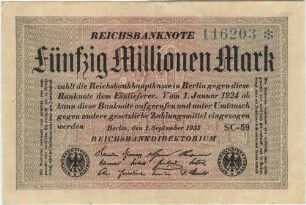 REICHSBANKNOTE 116203 *
Fünfzig Millionen Mark
zahlt die Reichsbankhauptkasse in Berlin gegen diese
Banknote dem Einlieferer. Vom 1. Januar 1924 ab
kann diese Banknote aufgerufen und unter Umtausch
gegen andere gesetzliche Zahlungsmittel eingezogen
werden
Berlin, den 1. September 1923 SC-59
REICHSBANKDIREKTORIUM